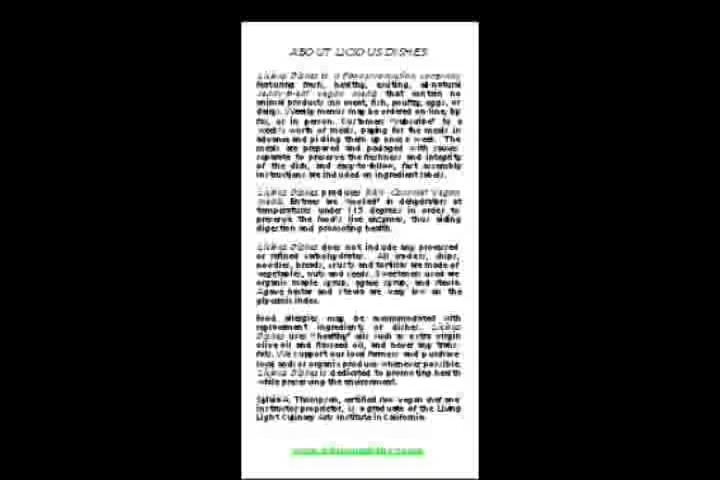 ABOUT LICIOUS DISHES
Licious Dishes is a food preparation company
featuring fresh, healthy, exciting, all-natural
ready-to-eat vegan meals that contain no
animal products (no meat, fish, poultry, eggs, or
dairy). Weekly menus may be ordered on-line, by
fax, or in person. Customers "subscribe" to a
week's worth of meals, paying for the meals in
advance and picking them up once a week. The
meals are prepared and packaged with sauces
separate to preserve the freshness and integrity
of the dish, and easy-to-follow, fast assembly
instructions are included on ingredient labels.
Licious Dishes produces RAW Gourmet Vegan
meals. Entrees are "cooked" in dehydrators at
temperatures under 115 degrees in order to
preserve the food's live enzymes, thus aiding
digestion and promoting health.
Licious Dishes does not include any processed
or refined carbohydrates. All crackers, chips,
noodles, breads, crusts and tortillas are made of
vegetables, nuts and seeds. Sweeteners used are
organic maple syrup, agave syrup, and stevia.
Agave nectar and stevia are very low on the
glycemic index.
Food allergies may be accommodated with
replacement ingredients or dishes. Licious
Dishes uses "healthy" oils such as extra virgin
olive oil and flaxseed oil, and never any trans-
fats. We support our local farmers and purchase
local and/or organic produce whenever possible.
Licious Dishes is dedicated to promoting health
while preserving the environment.
Thompson, certified raw vegan chef and
instructor/proprietor, is a graduate of the Living
Light Culinary Arts Institute in California.